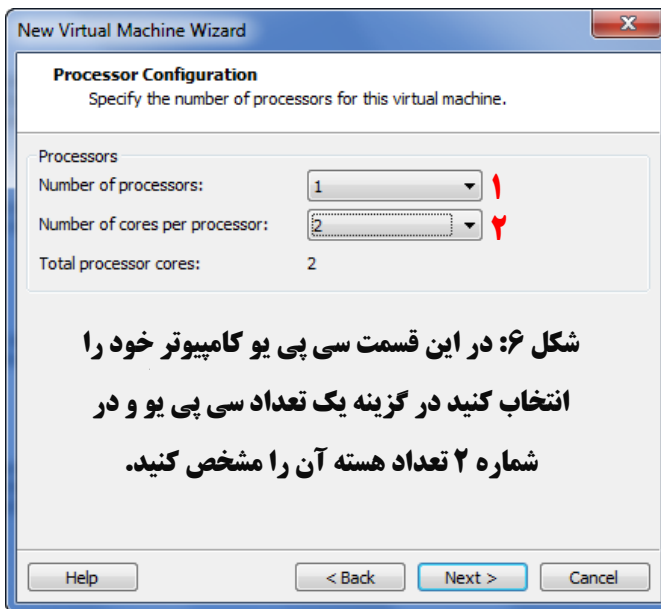 New Virtual Machine Wizard
x
Processor Configuration
Specify the number of processors for this virtual machine.
Processors
Number of processors: 1 ۱
Number of cores per processor: 2 ۲
Total processor cores: 2
شکل ۶: در این قسمت سی پی یو کامپیوتر خود را
انتخاب کنید در گزینه یک تعداد سی پی یو و در
شماره ۲ تعداد هسته آن را مشخص کنید.
Help < Back Next > Cancel